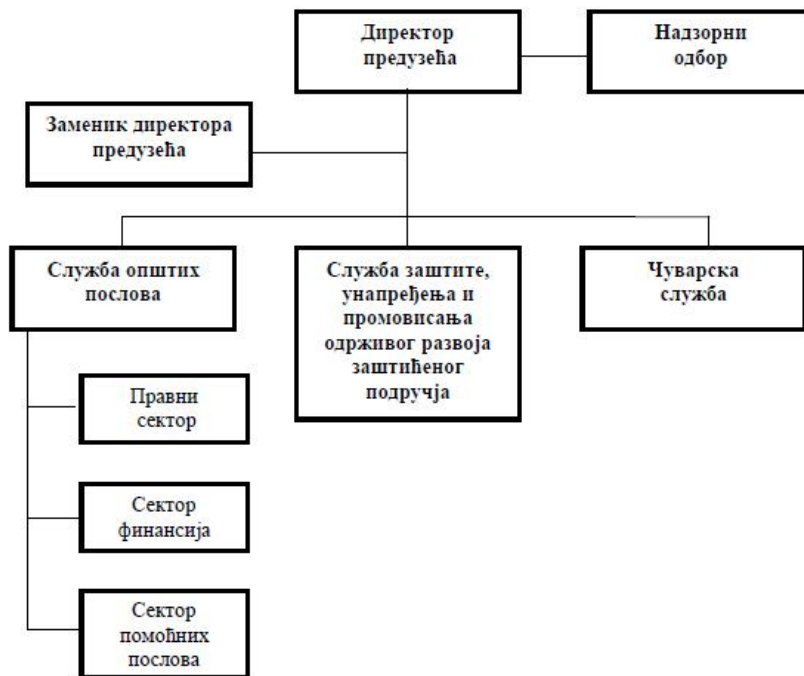 Директор
предузећа
Надзорни
одбор
Заменик директора
предузећа
Служба општих
послова
Служба заштите,
унапређења и
промовисања
одрживог развоја
заштићеног
подручја
Чуварска
служба
Правни
сектор
Сектор
финансија
Сектор
помоћних
послова